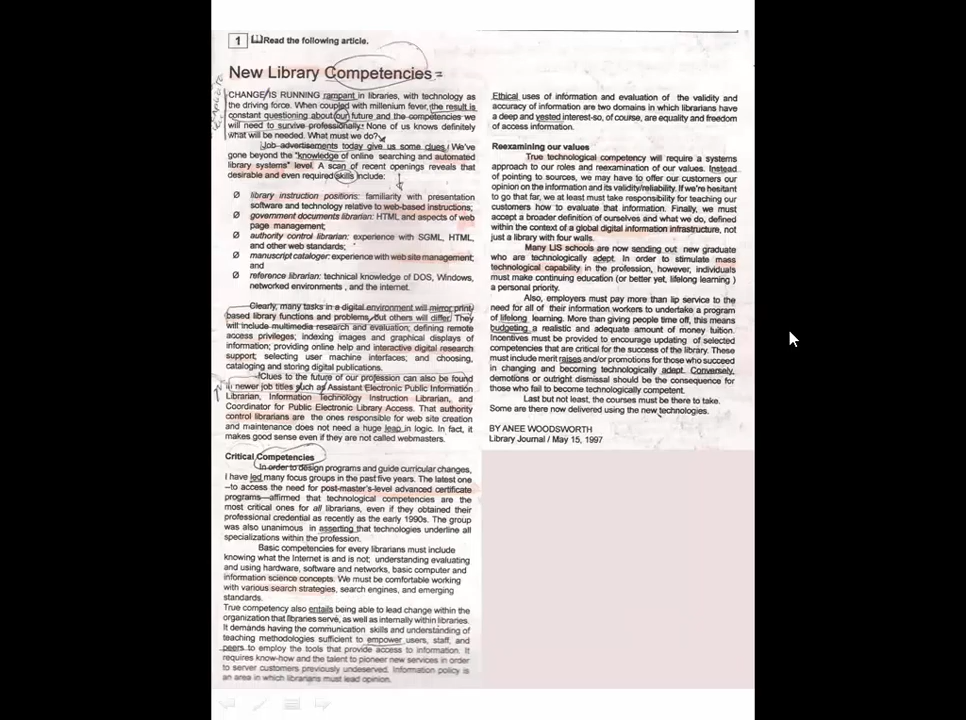 1 Read the following article.
New Library Competencies
CHANGE IS RUNNING rampant in libraries, with technology as
the driving force. When coupled with millenium fever, the result is
constant questioning about our future and the competencies we
will need to survive professionally. None of us knows definitely
what will be needed. What must we do?
Job advertisements today give us some clues. We've
gone beyond the "knowledge of online searching and automated
library systems" level. A scan of recent openings reveals that
desirable and even required skills include:
Ø library instruction positions: familiarity with presentation
software and technology relative to web-based instructions;
Ø government documents librarian: HTML and aspects of web
page management;
Ø authority control librarian: experience with SGML, HTML,
and other web standards;
Ø manuscript cataloger: experience with web site management;
and
Ø reference librarian: technical knowledge of DOS, Windows,
networked environments , and the internet.
Clearly, many tasks in a digital environment will mirror print
based library functions and problems, but others will differ. They
will include multimedia research and evaluation; defining remote
access privileges; indexing images and graphical displays of
information; providing online help and interactive digital research
support; selecting user machine interfaces; and choosing,
cataloging and storing digital publications.
Clues to the future of our profession can also be found
in newer job titles such as Assistant Electronic Public Information
Librarian, Information Technology Instruction Librarian, and
Coordinator for Public Electronic Library Access. That authority
control librarians are the ones responsible for web site creation
and maintenance does not need a huge leap in logic. In fact, it
makes good sense even if they are not called webmasters.
Critical Competencies
In order to design programs and guide curricular changes,
I have led many focus groups in the past five years. The latest one
–to access the need for post-master's-level advanced certificate
programs—affirmed that technological competencies are the
most critical ones for all librarians, even if they obtained their
professional credential as recently as the early 1990s. The group
was also unanimous in asserting that technologies underline all
specializations within the profession.
Basic competencies for every librarians must include
knowing what the Internet is and is not; understanding evaluating
and using hardware, software and networks, basic computer and
information science concepts. We must be comfortable working
with various search strategies, search engines, and emerging
standards.
True competency also entails being able to lead change within the
organization that libraries serve, as well as internally within libraries.
It demands having the communication skills and understanding of
teaching methodologies sufficient to empower users, staff, and
peers to employ the tools that provide access to information. It
requires know-how and the talent to pioneer new services in order
to server customers previously undeserved. Information policy is
an area in which librarians must lead opinion.
Ethical uses of information and evaluation of the validity and
accuracy of information are two domains in which librarians have
a deep and vested interest-so, of course, are equality and freedom
of access information.
Reexamining our values
True technological competency will require a systems
approach to our roles and reexamination of our values. Instead
of pointing to sources, we may have to offer our customers our
opinion on the information and its validity/reliability. If we're hesitant
to go that far, we at least must take responsibility for teaching our
customers how to evaluate that information. Finally, we must
accept a broader definition of ourselves and what we do, defined
within the context of a global digital information infrastructure, not
just a library with four walls.
Many LIS schools are now sending out new graduate
who are technologically adept. In order to stimulate mass
technological capability in the profession, however, individuals
must make continuing education (or better yet, lifelong learning )
a personal priority.
Also, employers must pay more than lip service to the
need for all of their information workers to undertake a program
of lifelong learning. More than giving people time off, this means
budgeting a realistic and adequate amount of money tuition.
Incentives must be provided to encourage updating of selected
competencies that are critical for the success of the library. These
must include merit raises and/or promotions for those who succeed
in changing and becoming technologically adept. Conversely,
demotions or outright dismissal should be the consequence for
those who fail to become technologically competent.
Last but not least, the courses must be there to take.
Some are there now delivered using the new technologies.
BY ANEE WOODSWORTH
Library Journal / May 15, 1997